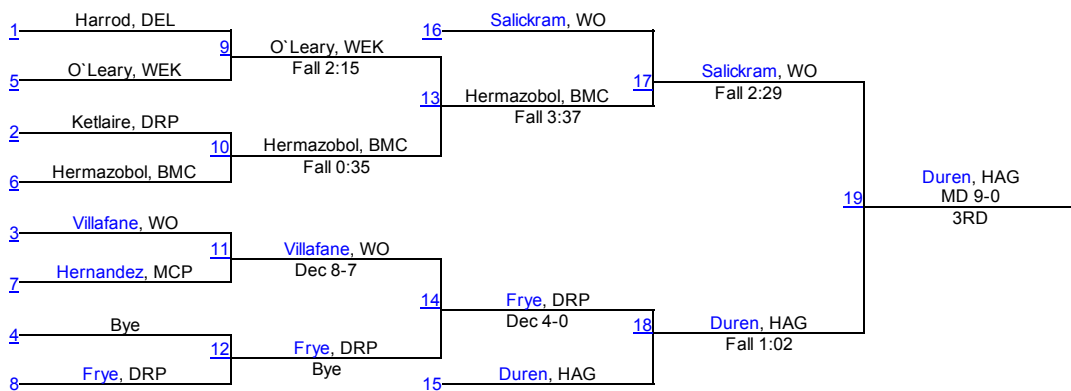 1 Harrod, DEL
5 O`Leary, WEK
9 O`Leary, WEK
Fall 2:15
2 Ketlaire, DRP
6 Hermazobol, BMC
10 Hermazobol, BMC
Fall 0:35
13 Hermazobol, BMC
Fall 3:37
16 Salickram, WO
17 Salickram, WO
Fall 2:29
3 Villafane, WO
7 Hernandez, MCP
11 Villafane, WO
Dec 8-7
4 Bye
8 Frye, DRP
12 Frye, DRP
Bye
14 Frye, DRP
Dec 4-0
15 Duren, HAG
18 Duren, HAG
Fall 1:02
19 Duren, HAG
MD 9-0
3RD